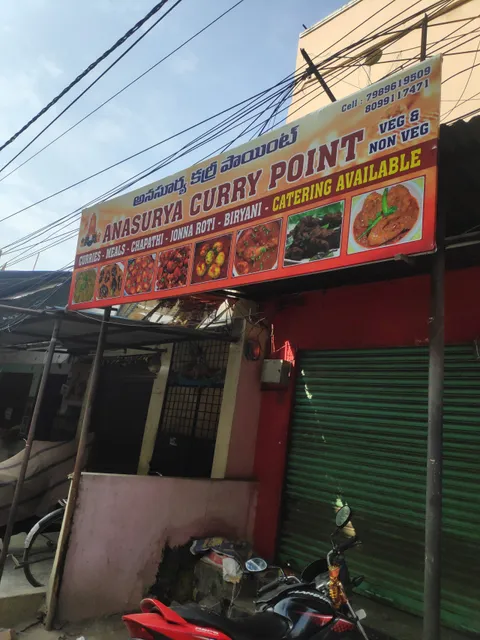 Cell : 7989619509
8099117471
అనసూర్య కర్రీ పాయింట్
ANASURYA CURRY POINT
VEG &
NON VEG
CURRIES - MEALS - CHAPATHI - JONNA ROTI - BIRYANI - CATERING AVAILABLE